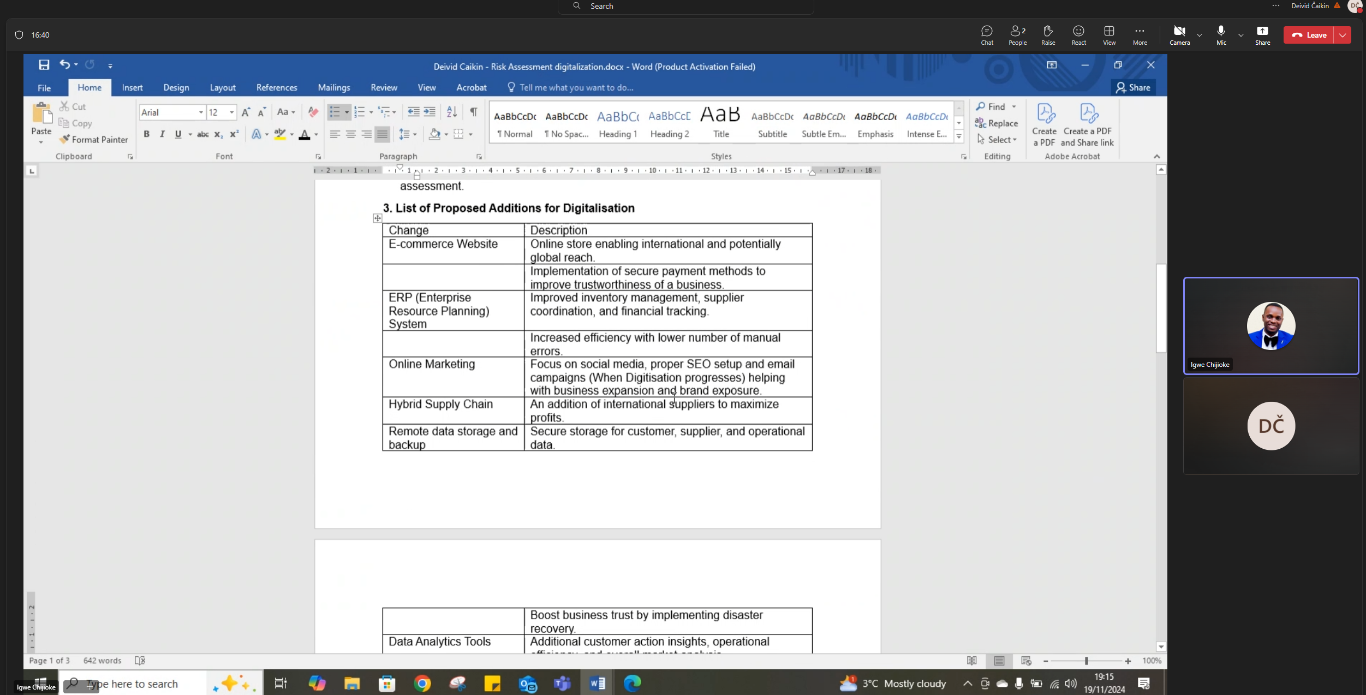 Search
Deivid Čaikin
DČ
16:40
Chat
People
2
Raise
React
View
More
Camera
Mic
Share
Leave
Deivid Caikin - Risk Assessment digitalization.docx - Word (Product Activation Failed)
File Home Insert Design Layout References Mailings Review View Acrobat Tell me what you want to do... Share
Paste
Cut
Copy
Format Painter
Clipboard
Arial 12
Font
Paragraph
AaBbCcDc AaBbCcDc AaBbCc AaBbCcE AaB AaBbCcDc AaBbCcDc AaBbCcDc AaBbCcDc
¶ Normal ¶ No Spac... Heading 1 Heading 2 Title Subtitle Subtle Em... Emphasis Intense E...
Styles
Find
Replace
Select
Editing
Create a PDF
Create a PDF and Share link
Adobe Acrobat
assessment.
3. List of Proposed Additions for Digitalisation
Change Description
E-commerce Website Online store enabling international and potentially
global reach.
Implementation of secure payment methods to
improve trustworthiness of a business.
ERP (Enterprise Improved inventory management, supplier
Resource Planning) coordination, and financial tracking.
System
Increased efficiency with lower number of manual
errors.
Online Marketing Focus on social media, proper SEO setup and email
campaigns (When Digitisation progresses) helping
with business expansion and brand exposure.
Hybrid Supply Chain An addition of international suppliers to maximize
profits.
Remote data storage and Secure storage for customer, supplier, and operational
backup data.
Boost business trust by implementing disaster
recovery.
Data Analytics Tools Additional customer action insights, operational
Igwe Chijioke
DČ
Page 1 of 3 642 words
100%
Igwe Chijioke
Type here to search
3°C Mostly cloudy
19:15
19/11/2024